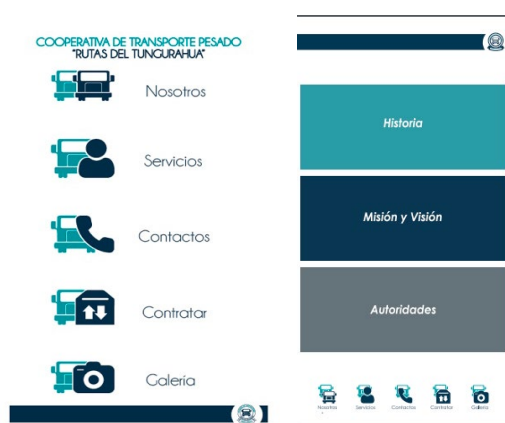 COOPERATIVA DE TRANSPORTE PESADO
"RUTAS DEL TUNGURAHUA"
Nosotros
Servicios
Contactos
Contratar
Galería
Historia
Misión y Visión
Autoridades
Nosotros Servicios Contactos Contratar Galería